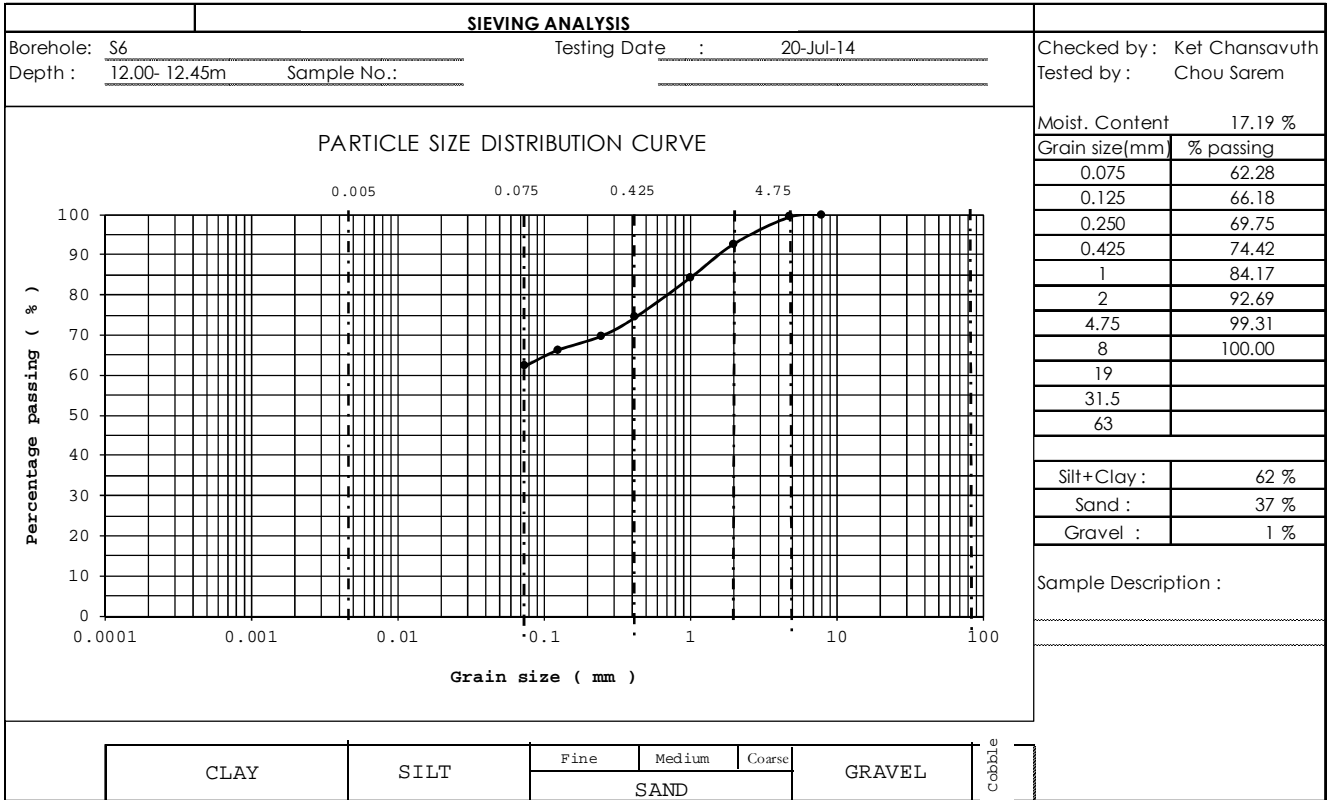 SIEVING ANALYSIS
Borehole: S6 Testing Date : 20-Jul-14
Depth : 12.00- 12.45m Sample No.:
Checked by : Ket Chansavuth
Tested by : Chou Sarem
PARTICLE SIZE DISTRIBUTION CURVE
0.005 0.075 0.425 4.75
100
90
80
70
60
50
40
30
20
10
0
Percentage passing ( % )
0.0001 0.001 0.01 0.1 1 10 100
Grain size ( mm )
Moist. Content 17.19 %
Grain size(mm) % passing
0.075 62.28
0.125 66.18
0.250 69.75
0.425 74.42
1 84.17
2 92.69
4.75 99.31
8 100.00
19
31.5
63
Silt+Clay : 62 %
Sand : 37 %
Gravel : 1 %
Sample Description :
CLAY SILT Fine Medium Coarse GRAVEL Cobble
SAND